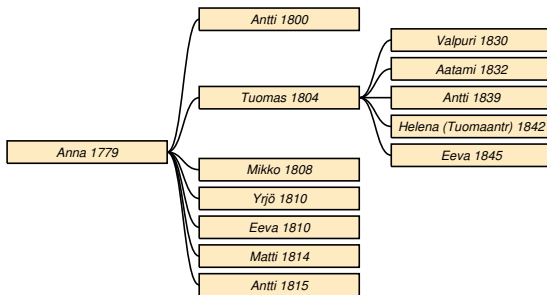 Antti 1800
Valpuri 1830
Aatami 1832
Tuomas 1804
Antti 1839
Helena (Tuomaantr) 1842
Anna 1779
Eeva 1845
Mikko 1808
Yrjö 1810
Eeva 1810
Matti 1814
Antti 1815